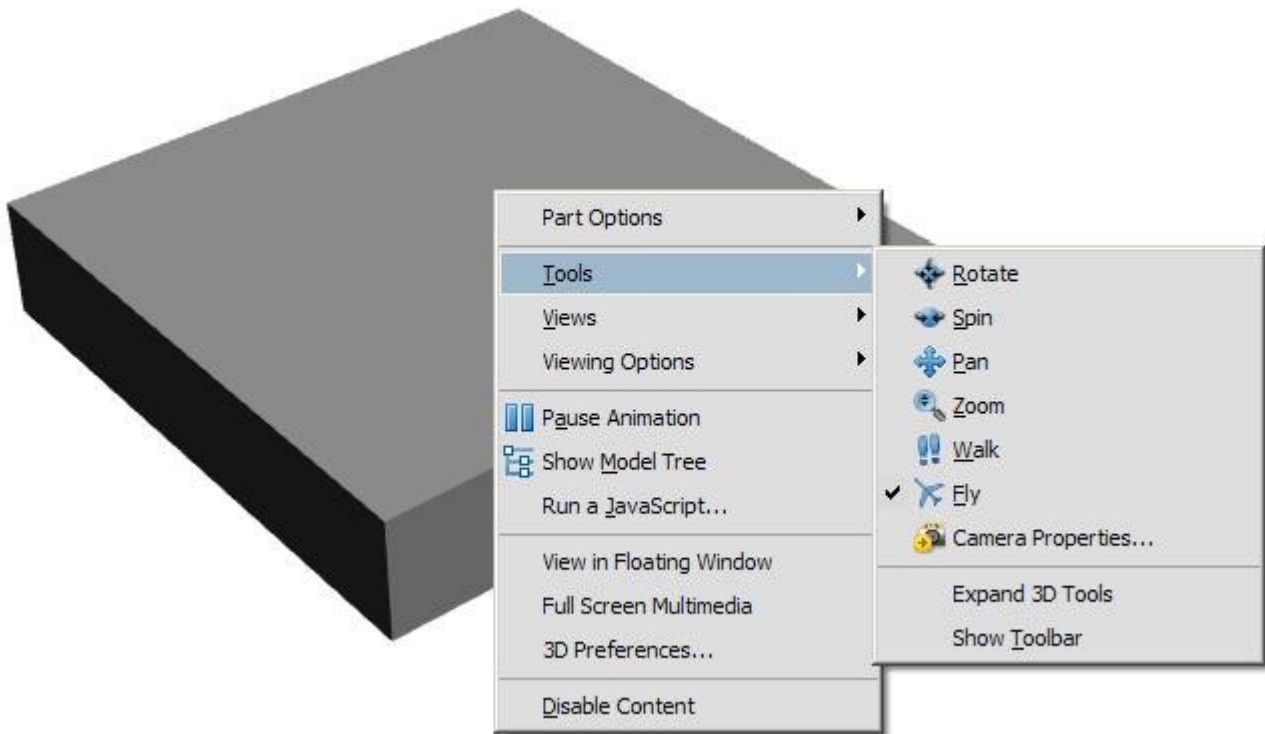 Part Options
Tools
Views
Viewing Options
Pause Animation
Show Model Tree
Run a JavaScript...
View in Floating Window
Full Screen Multimedia
3D Preferences...
Disable Content
Rotate
Spin
Pan
Zoom
Walk
Fly
Camera Properties...
Expand 3D Tools
Show Toolbar